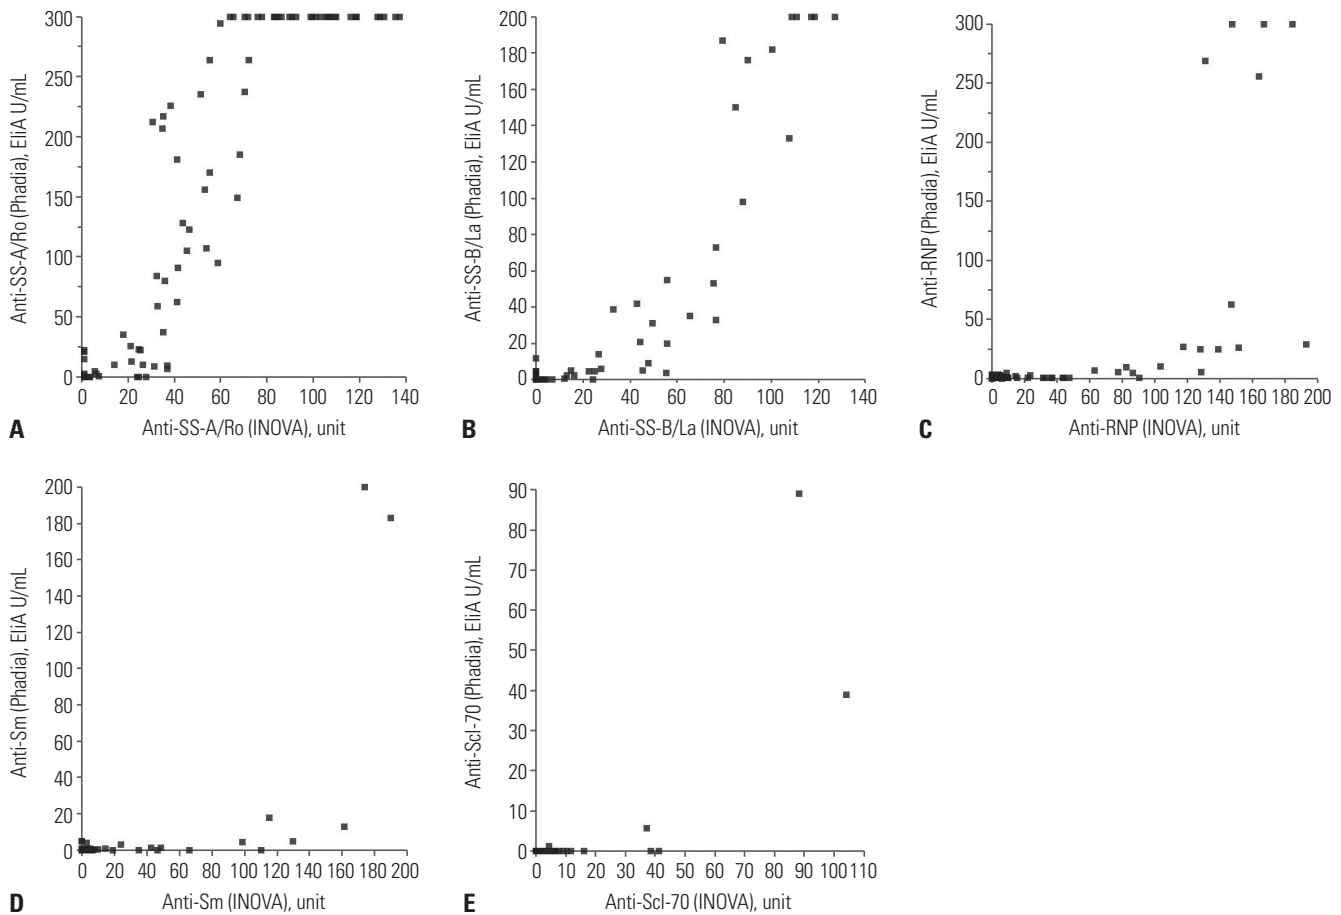 Anti-SS-A/Ro (Phadia), EliA U/mL
300
250
200
150
100
50
0
0 20 40 60 80 100 120 140
A
Anti-SS-A/Ro (INOVA), unit
Anti-SS-B/La (Phadia), EliA U/mL
200
180
160
140
120
100
80
60
40
20
0
0 20 40 60 80 100 120 140
B
Anti-SS-B/La (INOVA), unit
Anti-RNP (Phadia), EliA U/mL
300
250
200
150
300
100
50
0
0 20 40 60 80 100 120 140 160 180 200
C
Anti-RNP (INOVA), unit
Anti-Sm (Phadia), EliA U/mL
200
180
160
140
120
100
80
60
40
20
0
0 20 40 60 80 100 120 140 160 180 200
D
Anti-Sm (INOVA), unit
Anti-Scl-70 (Phadia), EliA U/mL
90
80
70
60
50
40
30
20
10
0
0 10 20 30 40 50 60 70 80 90 100 110
E
Anti-Scl-70 (INOVA), unit